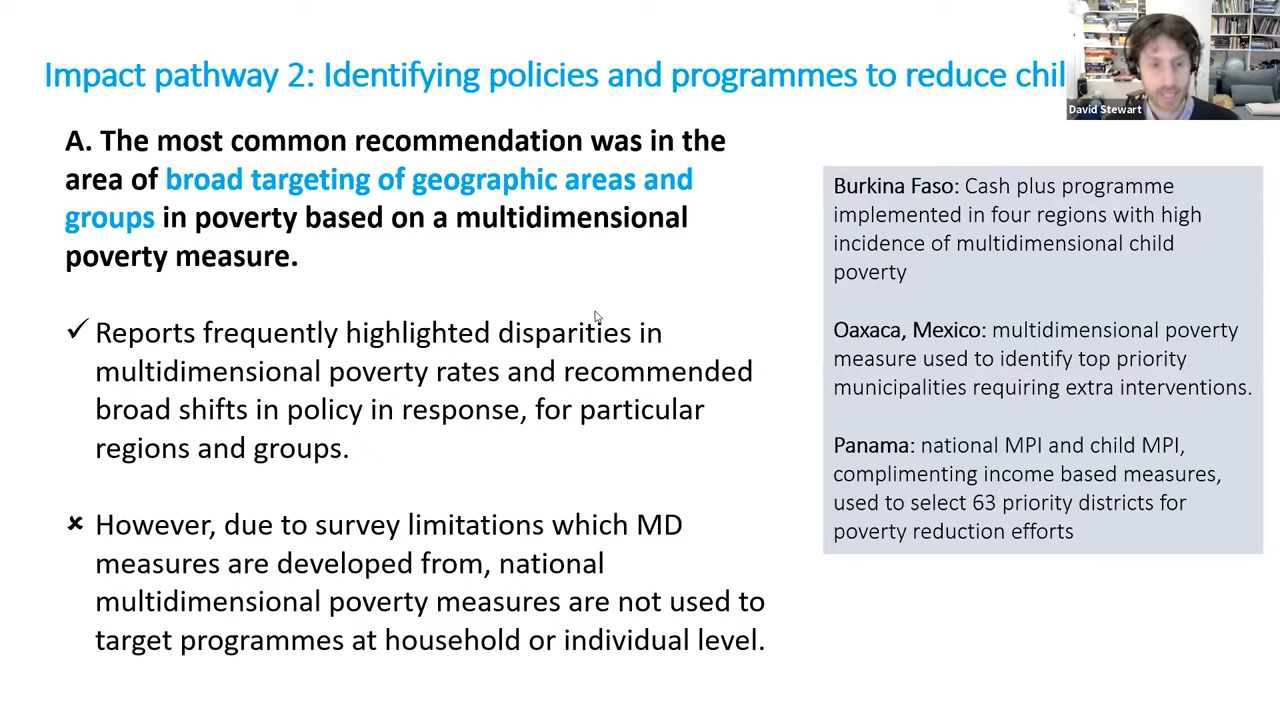 Impact pathway 2: Identifying policies and programmes to reduce chil
David Stewart
A. The most common recommendation was in the
area of broad targeting of geographic areas and
groups in poverty based on a multidimensional
poverty measure.
✓ Reports frequently highlighted disparities in
multidimensional poverty rates and recommended
broad shifts in policy in response, for particular
regions and groups.
✗ However, due to survey limitations which MD
measures are developed from, national
multidimensional poverty measures are not used to
target programmes at household or individual level.
Burkina Faso: Cash plus programme
implemented in four regions with high
incidence of multidimensional child
poverty
Oaxaca, Mexico: multidimensional poverty
measure used to identify top priority
municipalities requiring extra interventions.
Panama: national MPI and child MPI,
complimenting income based measures,
used to select 63 priority districts for
poverty reduction efforts